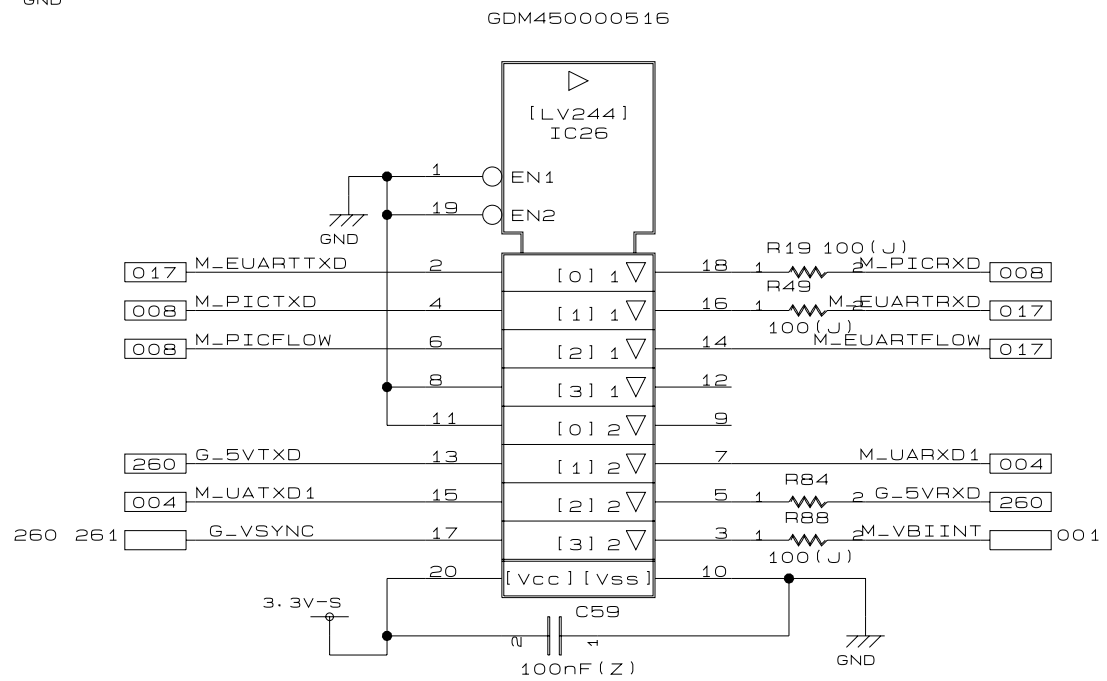 GND
GDM450000516
[LV244]
IC26
1 EN1
19 EN2
GND
R19 100(J)
017 M_EUARTTXD 2 [0] 1 18 1 2 M_PICRXD 008
R49
008 M_PICTXD 4 [1] 1 16 1 2 M_EUARTRXD 017
100(J)
008 M_PICFLOW 6 [2] 1 14 M_EUARTFLOW 017
8 [3] 1 12
11 [0] 2 9
260 G_5VTXD 13 [1] 2 7 M_UARXD1 004
R84
004 M_UATXD1 15 [2] 2 5 1 2 G_5VRXD 260
R88
260 261 G_VSYNC 17 [3] 2 3 1 2 M_VBIINT 001
100(J)
20 [Vcc] [Vss] 10
3.3V-S
C59
2 1
100nF(Z)
GND